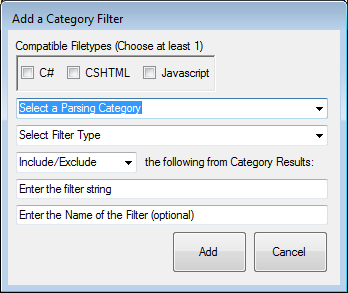 Add a Category Filter
Compatible Filetypes (Choose at least 1)
C# CSHTML Javascript
Select a Parsing Category
Select Filter Type
Include/Exclude the following from Category Results:
Enter the filter string
Enter the Name of the Filter (optional)
Add Cancel